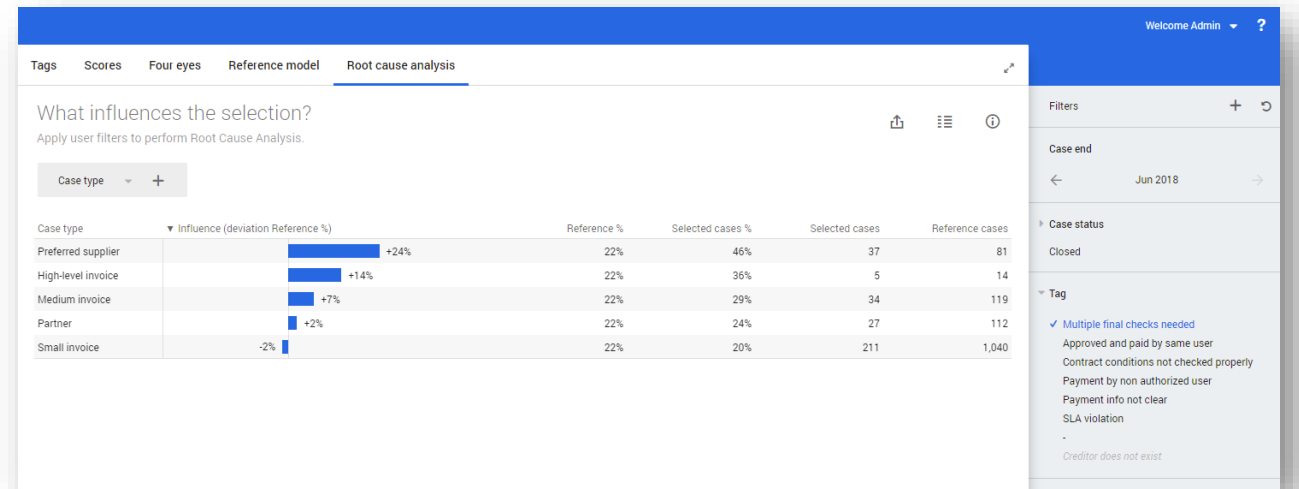 Welcome Admin ?
Tags Scores Four eyes Reference model Root cause analysis
What influences the selection?
Apply user filters to perform Root Cause Analysis.
Case type
Case type Influence (deviation Reference %) Reference % Selected cases % Selected cases Reference cases
Preferred supplier +24% 22% 46% 37 81
High-level invoice +14% 22% 36% 5 14
Medium invoice +7% 22% 29% 34 119
Partner +2% 22% 24% 27 112
Small invoice -2% 22% 20% 211 1,040
Filters
Case end
Jun 2018
Case status
Closed
Tag
Multiple final checks needed
Approved and paid by same user
Contract conditions not checked properly
Payment by non authorized user
Payment info not clear
SLA violation
-
Creditor does not exist